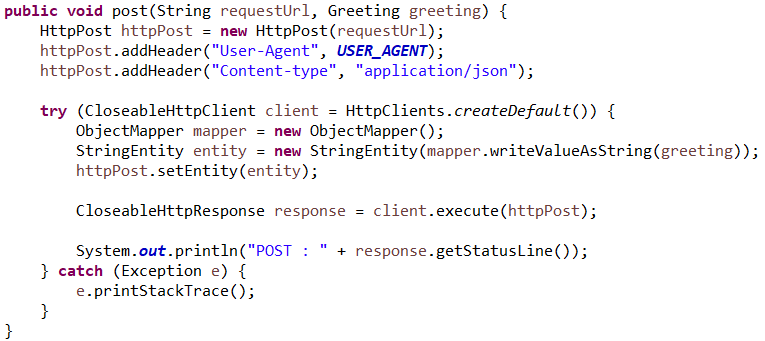 public void post(String requestUrl, Greeting greeting) {
    HttpPost httpPost = new HttpPost(requestUrl);
    httpPost.addHeader("User-Agent", USER_AGENT);
    httpPost.addHeader("Content-type", "application/json");

    try (CloseableHttpClient client = HttpClients.createDefault()) {
        ObjectMapper mapper = new ObjectMapper();
        StringEntity entity = new StringEntity(mapper.writeValueAsString(greeting));
        httpPost.setEntity(entity);

        CloseableHttpResponse response = client.execute(httpPost);

        System.out.println("POST : " + response.getStatusLine());
    } catch (Exception e) {
        e.printStackTrace();
    }
}